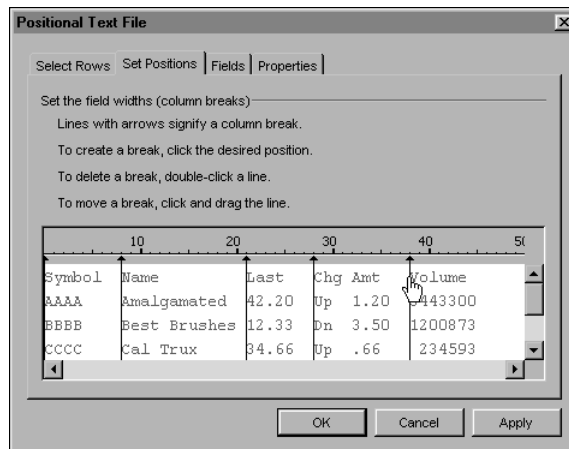 Positional Text File
Select Rows Set Positions Fields Properties
Set the field widths (column breaks)
Lines with arrows signify a column break.
To create a break, click the desired position.
To delete a break, double-click a line.
To move a break, click and drag the line.
10 20 30 40
Symbol Name Last Chg Amt Volume
AAAA Amalgamated 42.20 Up 1.20
BBBB Best Brushes 12.33 Dn 3.50 1200873
CCCC Cal Trux 34.66 Up .66 234593
OK Cancel Apply